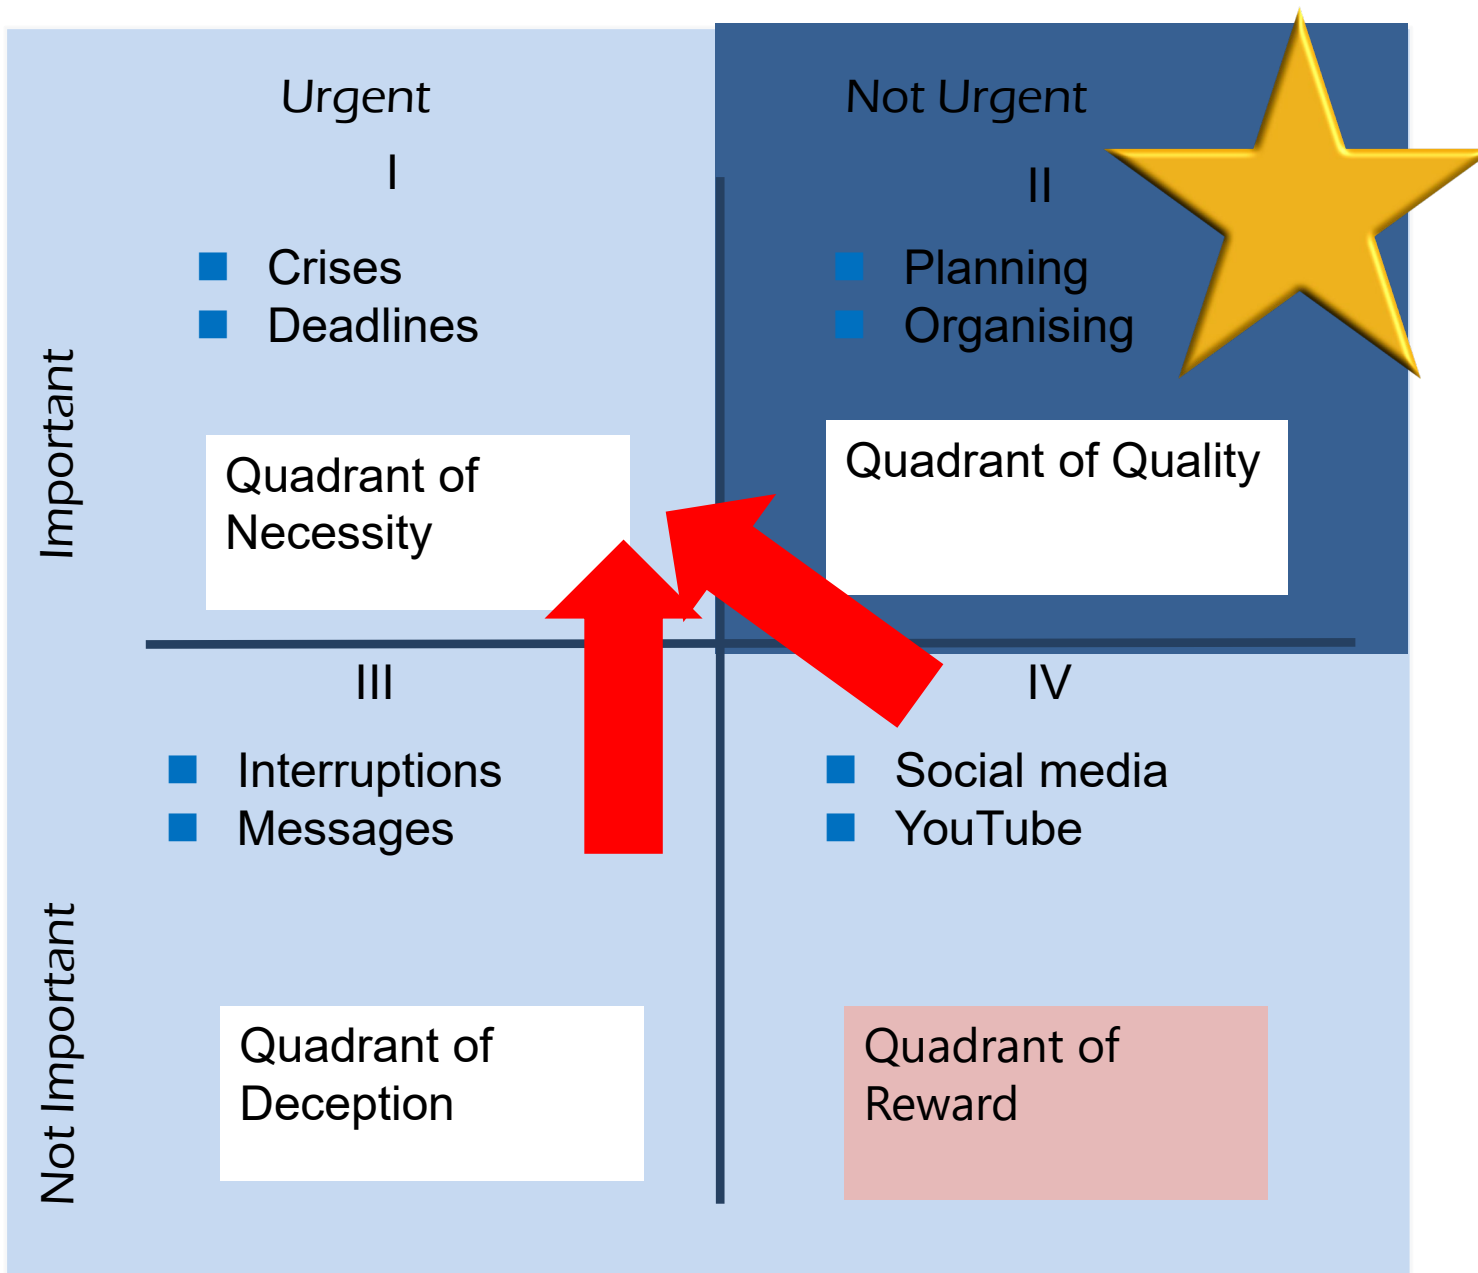 Urgent
Not Urgent
I
II
Crises
Deadlines
Planning
Organising
Important
Quadrant of
Necessity
Quadrant of Quality
III
IV
Interruptions
Messages
Social media
YouTube
Not Important
Quadrant of
Deception
Quadrant of
Reward